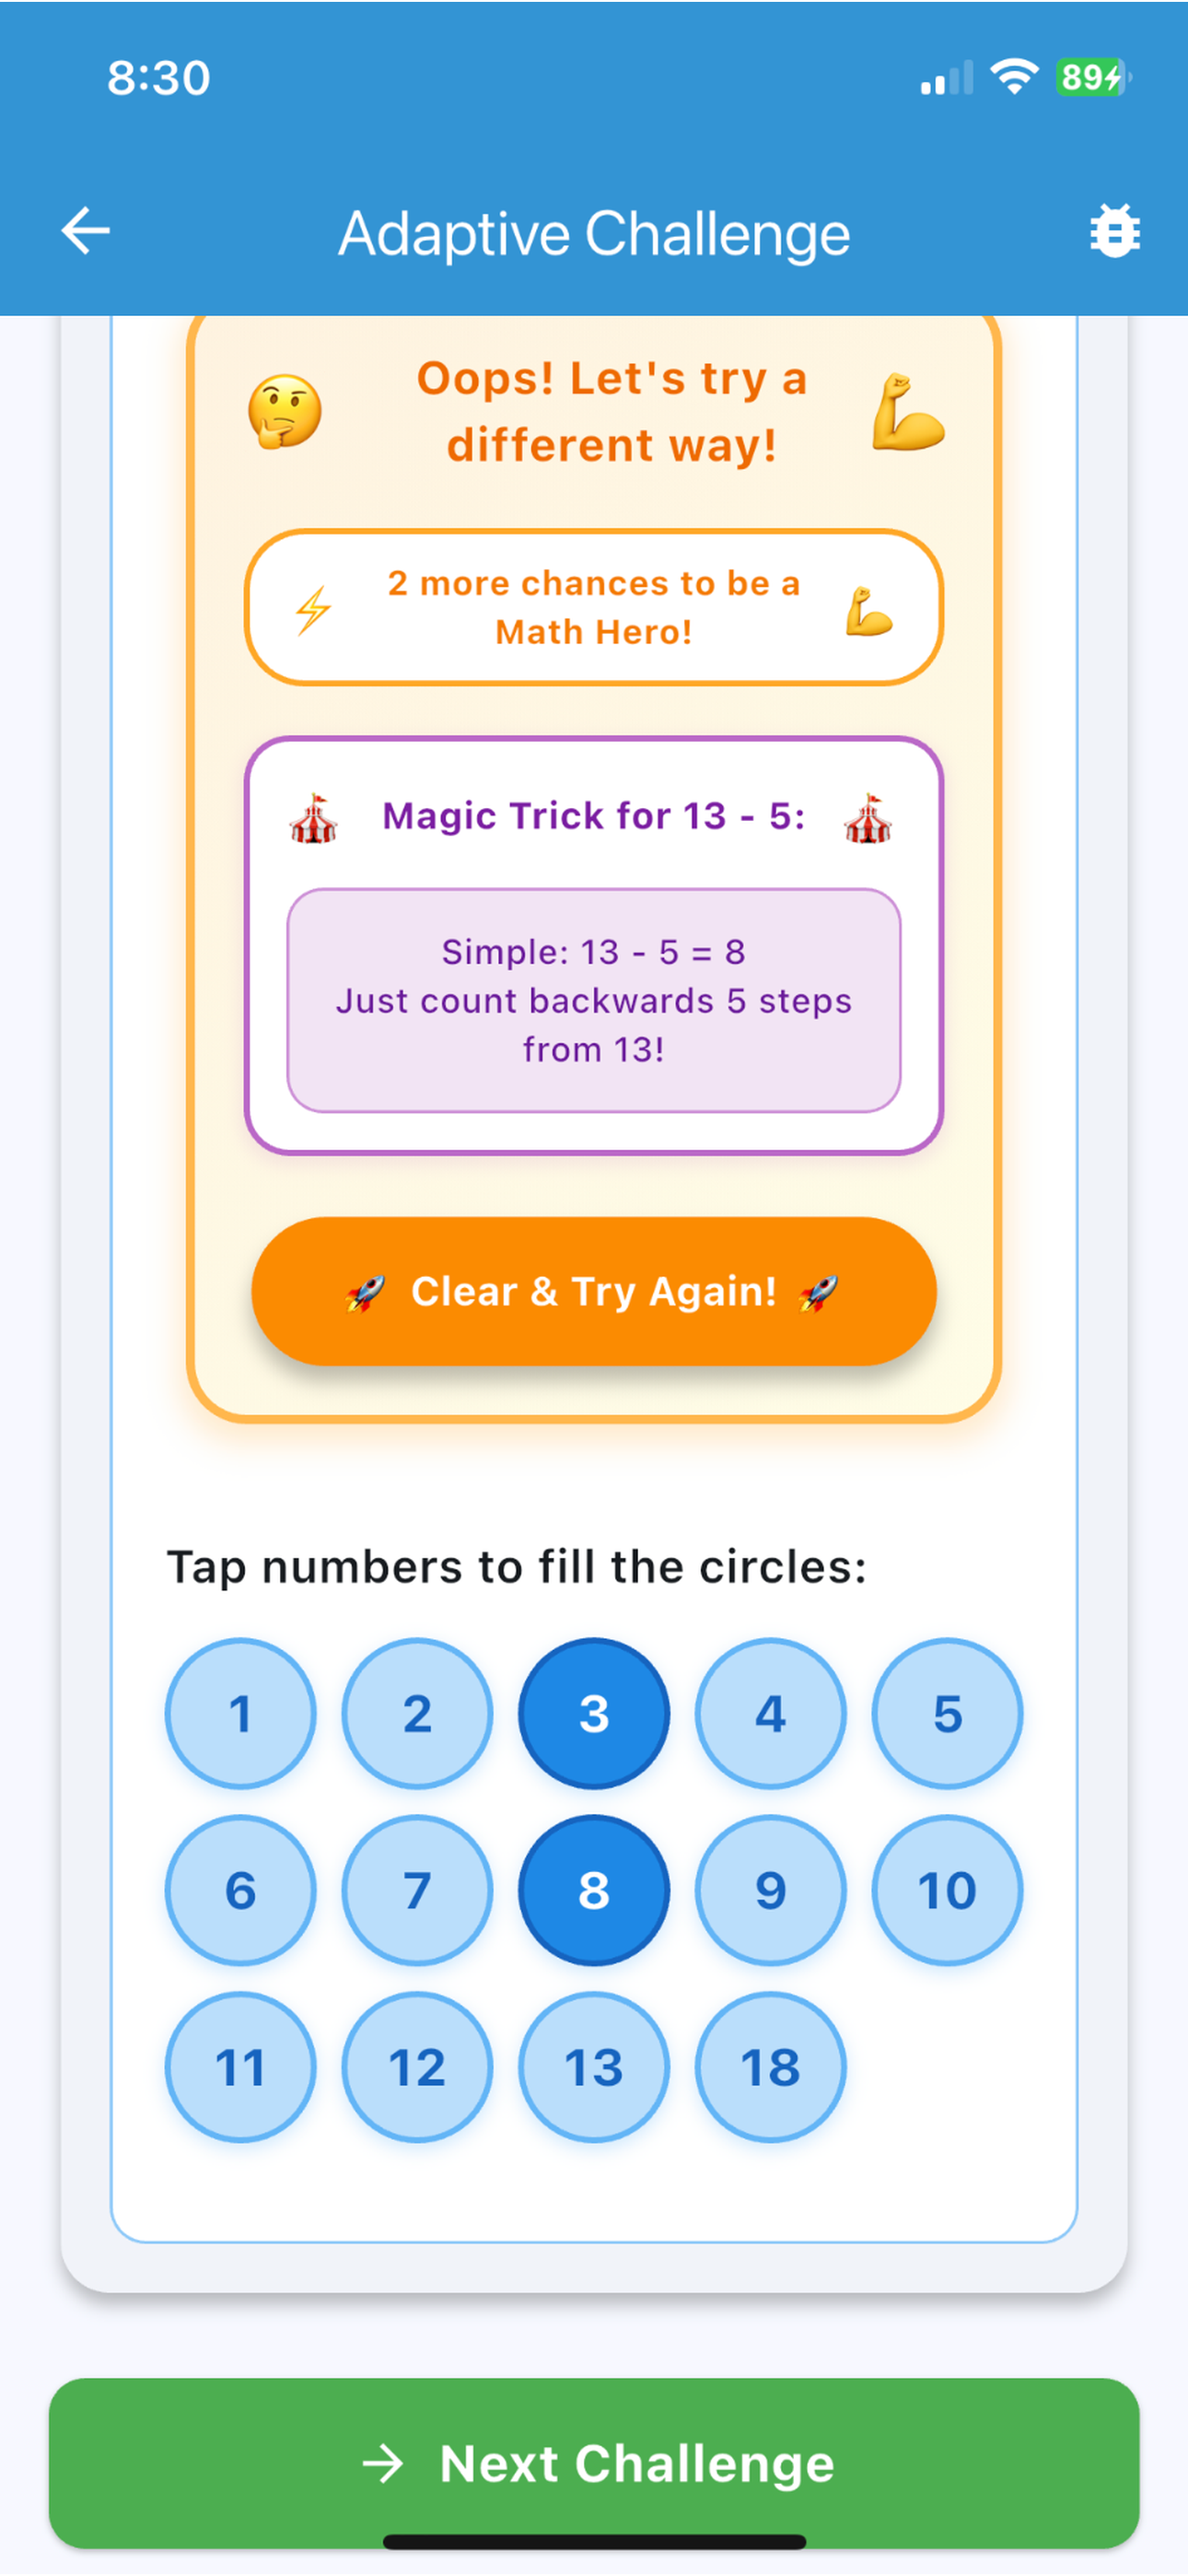 8:30
89
Adaptive Challenge
Oops! Let's try a
different way!
2 more chances to be a
Math Hero!
Magic Trick for 13 - 5:
Simple: 13 - 5 = 8
Just count backwards 5 steps
from 13!
Clear & Try Again!
Tap numbers to fill the circles:
1 2 3 4 5
6 7 8 9 10
11 12 13 18
→ Next Challenge